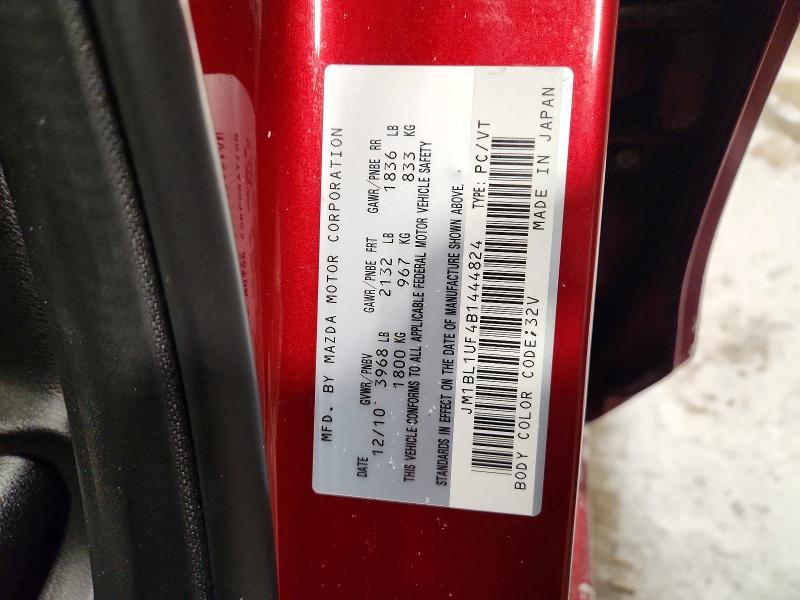 MFD. BY MAZDA MOTOR CORPORATION
DATE GVWR/PNBV GAWR/PNBE FRT GAWR/PNBE RR
12/10 3968 LB 2132 LB 1836 LB
1800 KG 967 KG 833 KG
THIS VEHICLE CONFORMS TO ALL APPLICABLE FEDERAL MOTOR VEHICLE SAFETY
STANDARDS IN EFFECT ON THE DATE OF MANUFACTURE SHOWN ABOVE.
JM1BL1UF4B1444824 TYPE: PC/VT
BODY COLOR CODE;32V MADE IN JAPAN